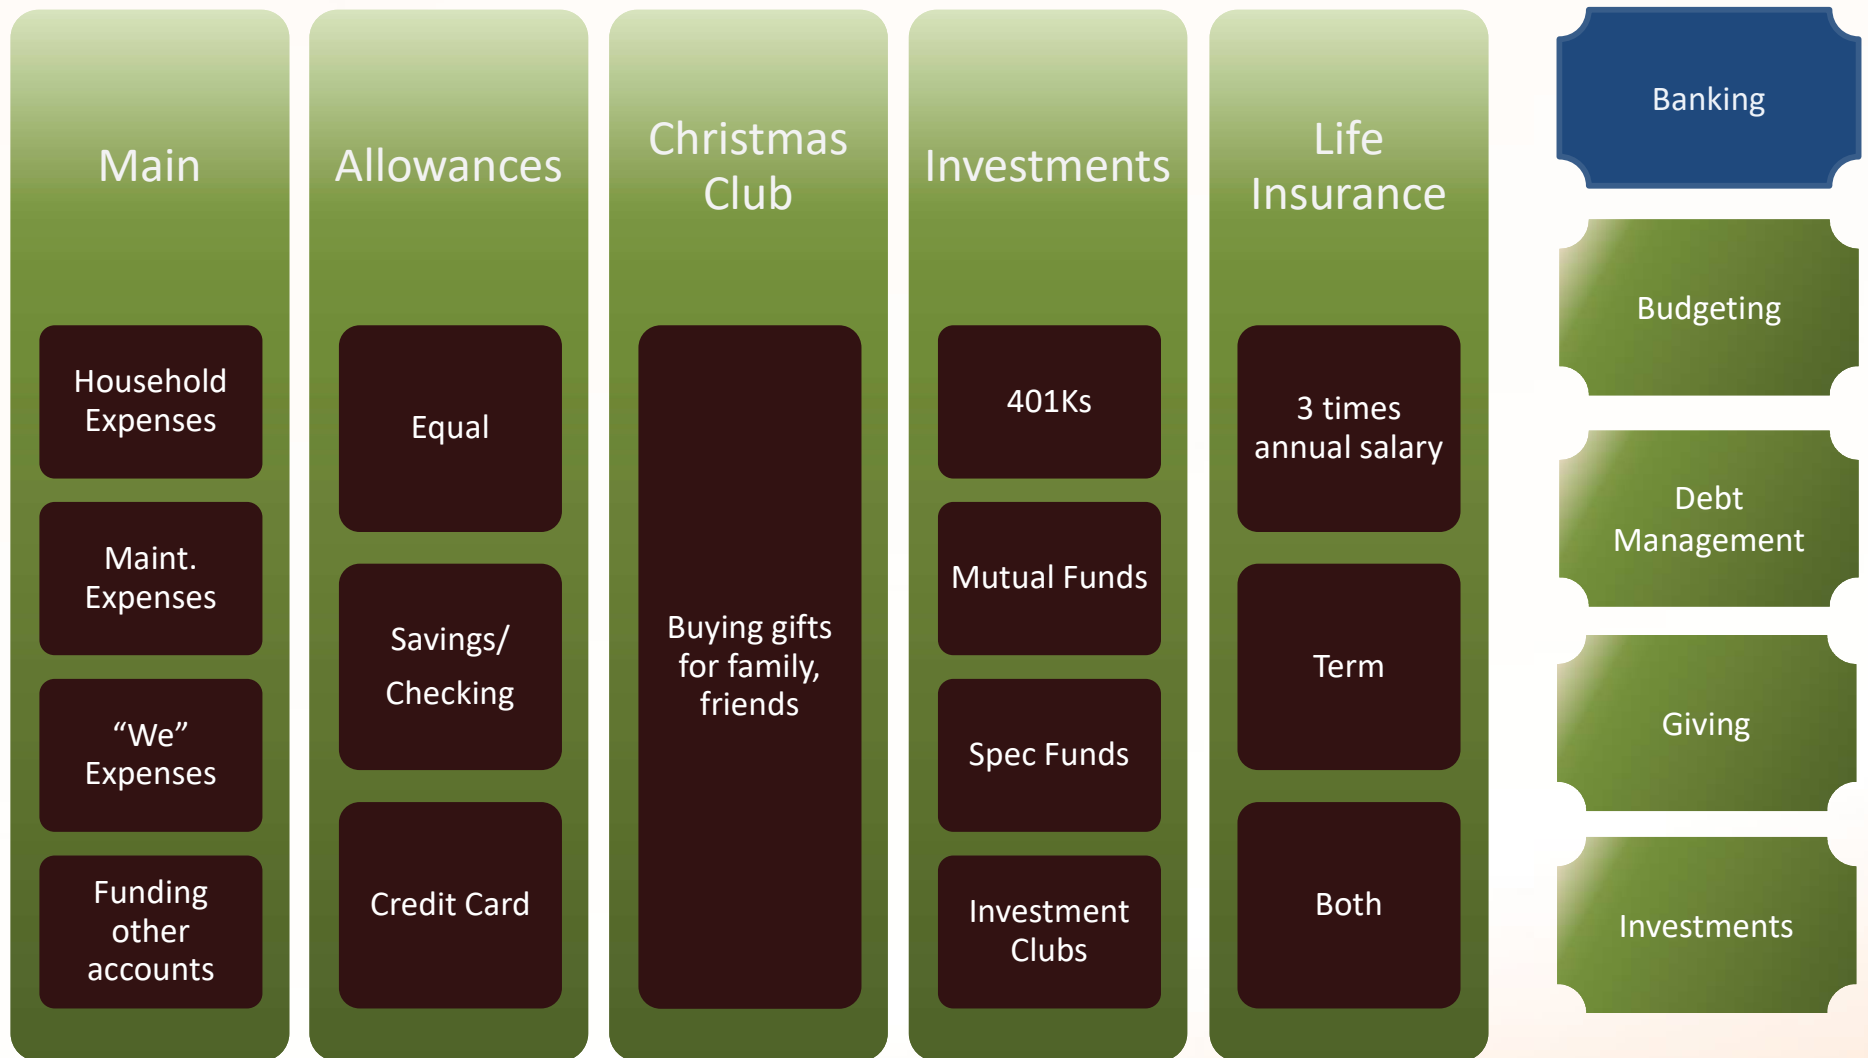 Main
Household
Expenses
Maint.
Expenses
“We”
Expenses
Funding
other
accounts
Allowances
Equal
Savings/
Checking
Credit Card
Christmas
Club
Buying gifts
for family,
friends
Investments
401Ks
Mutual Funds
Spec Funds
Investment
Clubs
Life
Insurance
3 times
annual salary
Term
Both
Banking
Budgeting
Debt
Management
Giving
Investments